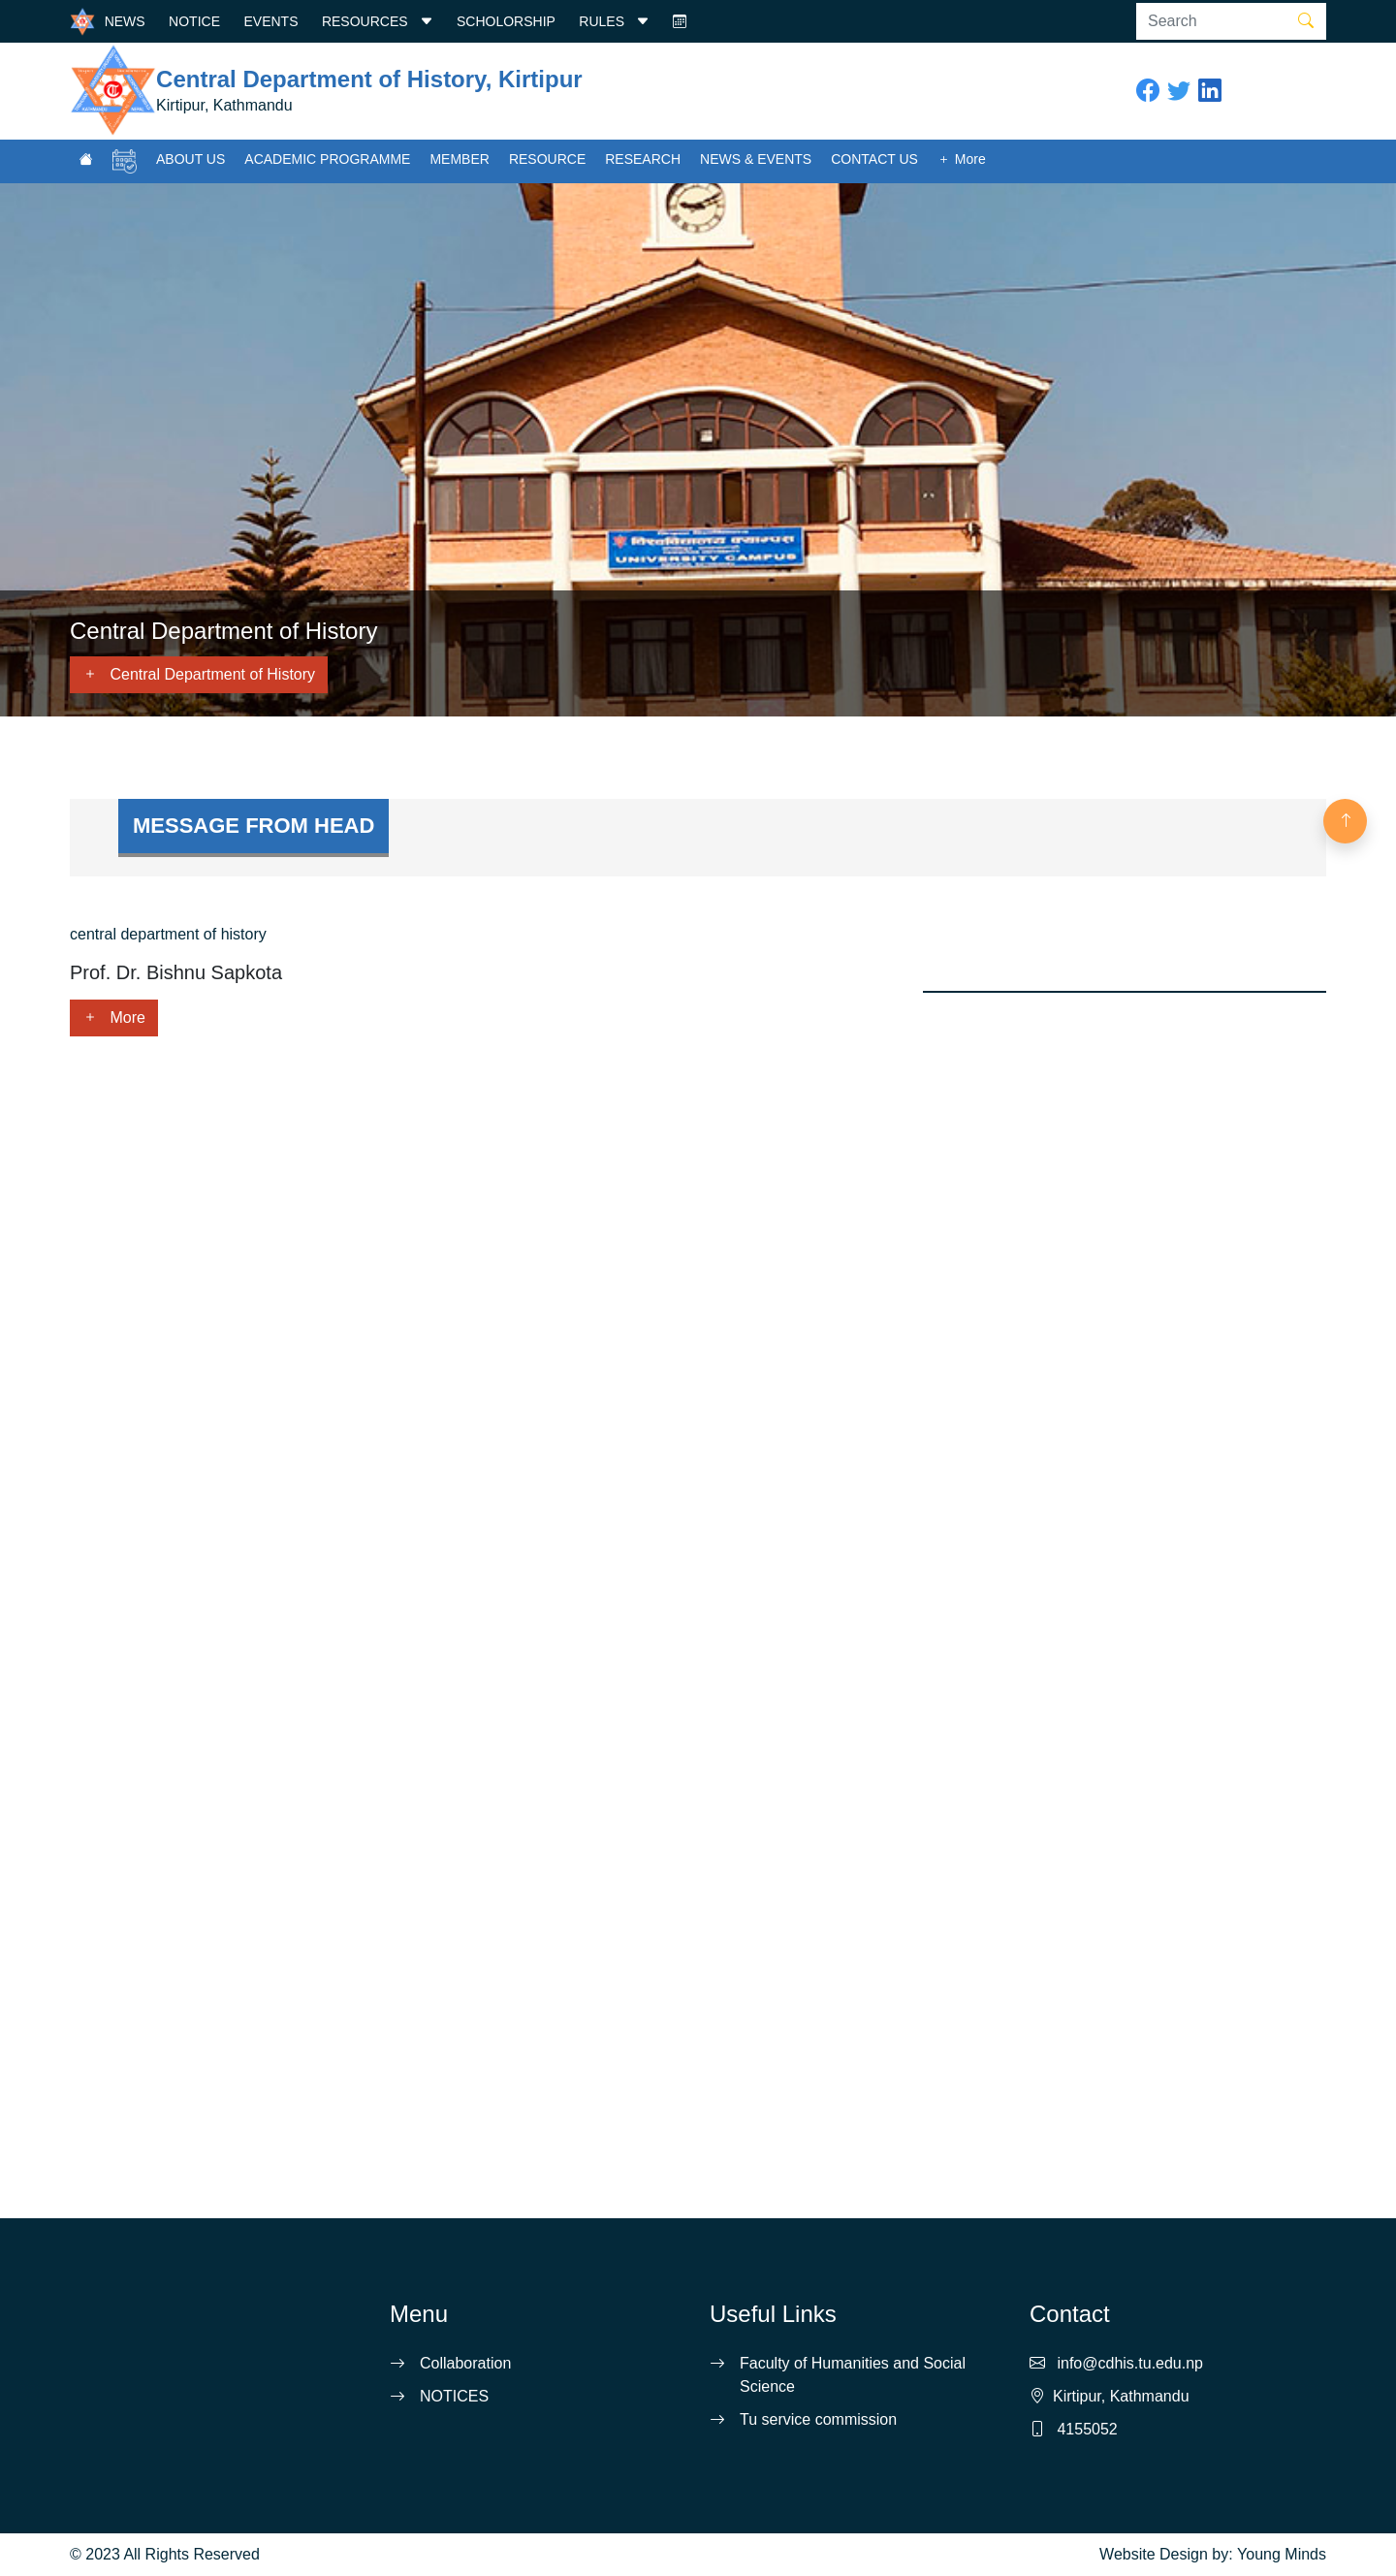 NEWS NOTICE EVENTS RESOURCES SCHOLORSHIP RULES Search
Central Department of History, Kirtipur
Kirtipur, Kathmandu
ABOUT US ACADEMIC PROGRAMME MEMBER RESOURCE RESEARCH NEWS & EVENTS CONTACT US + More
विश्वविद्यालय क्याम्पस
UNIVERSITY CAMPUS
Central Department of History
+ Central Department of History
MESSAGE FROM HEAD
central department of history
Prof. Dr. Bishnu Sapkota
+ More
Menu
Collaboration
NOTICES
Useful Links
Faculty of Humanities and Social
Science
Tu service commission
Contact
info@cdhis.tu.edu.np
Kirtipur, Kathmandu
4155052
© 2023 All Rights Reserved
Website Design by: Young Minds